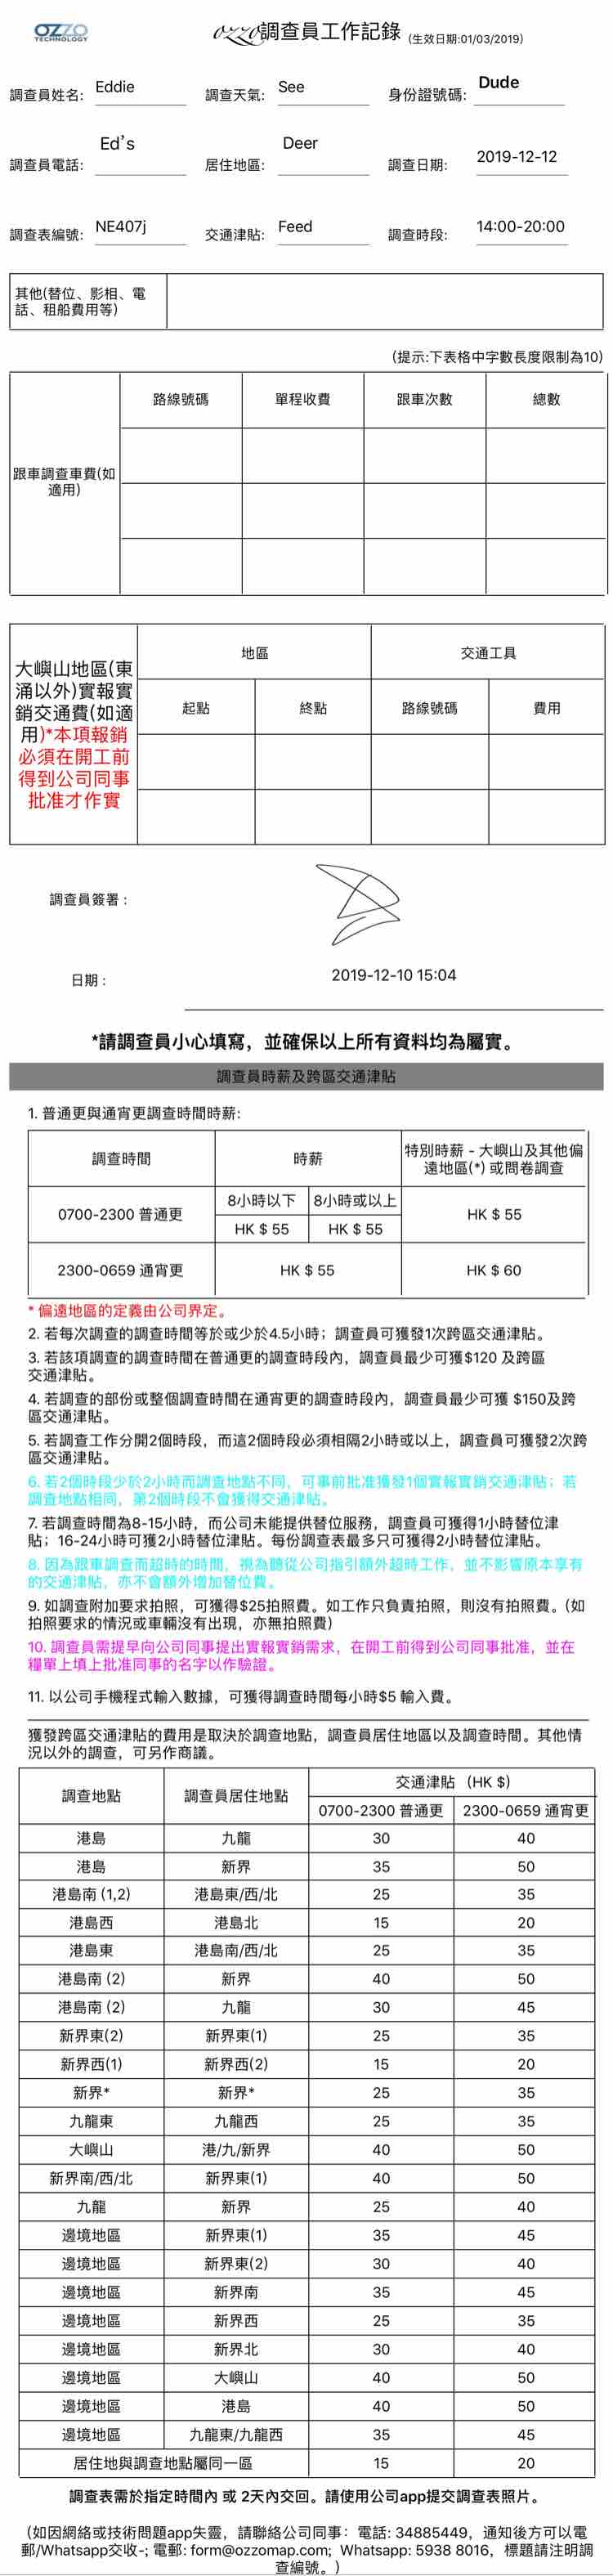 OZZO
TECHNOLOGY
ozzo調查員工作記錄 (生效日期:01/03/2019)
調查員姓名: Eddie 調查天氣: See 身份證號碼: Dude
調查員電話: Ed's 居住地區: Deer 調查日期: 2019-12-12
調查表編號: NE407j 交通津貼: Feed 調查時段: 14:00-20:00
其他(替位、影相、電
話、租船費用等)
(提示:下表格中字數長度限制為10)
路線號碼 單程收費 跟車次數 總數
跟車調查車費(如
適用)
大嶼山地區(東
涌以外)實報實
銷交通費(如適
用)*本項報銷
必須在開工前
得到公司同事
批准才作實
地區 交通工具
起點 終點 路線號碼 費用
調查員簽署 :
日期 : 2019-12-10 15:04
*請調查員小心填寫，並確保以上所有資料均為屬實。
調查員時薪及跨區交通津貼
1. 普通更與通宵更調查時間時薪:
調查時間 時薪 特別時薪 - 大嶼山及其他偏
遠地區(*) 或問卷調查
0700-2300 普通更 8小時以下 8小時或以上 HK $ 55
HK $ 55 HK $ 55
2300-0659 通宵更 HK $ 55 HK $ 60
* 偏遠地區的定義由公司界定。
2. 若每次調查的調查時間等於或少於4.5小時；調查員可獲發1次跨區交通津貼。
3. 若該項調查的調查時間在普通更的調查時段內，調查員最少可獲$120 及跨區
交通津貼。
4. 若調查的部份或整個調查時間在通宵更的調查時段內，調查員最少可獲 $150及跨
區交通津貼。
5. 若調查工作分開2個時段，而這2個時段必須相隔2小時或以上，調查員可獲發2次跨
區交通津貼。
6. 若2個時段少於2小時而調查地點不同，可事前批准獲發1個實報實銷交通津貼；若
調查地點相同，第2個時段不會獲得交通津貼。
7. 若調查時間為8-15小時，而公司未能提供替位服務，調查員可獲得1小時替位津
貼；16-24小時可獲2小時替位津貼。每份調查表最多只可獲得2小時替位津貼。
8. 因為跟車調查而超時的時間，視為聽從公司指引額外超時工作，並不影響原本享有
的交通津貼，亦不會額外增加替位費。
9. 如調查附加要求拍照，可獲得$25拍照費。如工作只負責拍照，則沒有拍照費。（如
拍照要求的情況或車輛沒有出現，亦無拍照費）
10. 調查員需提早向公司同事提出實報實銷需求，在開工前得到公司同事批准，並在
糧單上填上批准同事的名字以作驗證。
11. 以公司手機程式輸入數據，可獲得調查時間每小時$5 輸入費。
獲發跨區交通津貼的費用是取決於調查地點，調查員居住地區以及調查時間。其他情
況以外的調查，可另作商議。
調查地點 調查員居住地點 交通津貼 (HK $)
0700-2300 普通更 2300-0659 通宵更
港島 九龍 30 40
港島 新界 35 50
港島南 (1,2) 港島東/西/北 25 35
港島西 港島北 15 20
港島東 港島南/西/北 25 35
港島南 (2) 新界 40 50
港島南 (2) 九龍 30 45
新界東(2) 新界東(1) 25 35
新界西(1) 新界西(2) 15 20
新界* 新界* 25 35
九龍東 九龍西 25 35
大嶼山 港/九/新界 40 50
新界南/西/北 新界東(1) 40 50
九龍 新界 25 40
邊境地區 新界東(1) 35 45
邊境地區 新界東(2) 30 40
邊境地區 新界南 35 45
邊境地區 新界西 25 35
邊境地區 新界北 30 40
邊境地區 大嶼山 40 50
邊境地區 港島 40 50
邊境地區 九龍東/九龍西 35 45
居住地與調查地點屬同一區 15 20
調查表需於指定時間內 或 2天內交回。請使用公司app提交調查表照片。
（如因網絡或技術問題app失靈，請聯絡公司同事：電話: 34885449，通知後方可以電
郵/Whatsapp交收-; 電郵: form@ozzomap.com; Whatsapp: 5938 8016，標題請注明調
查編號。）